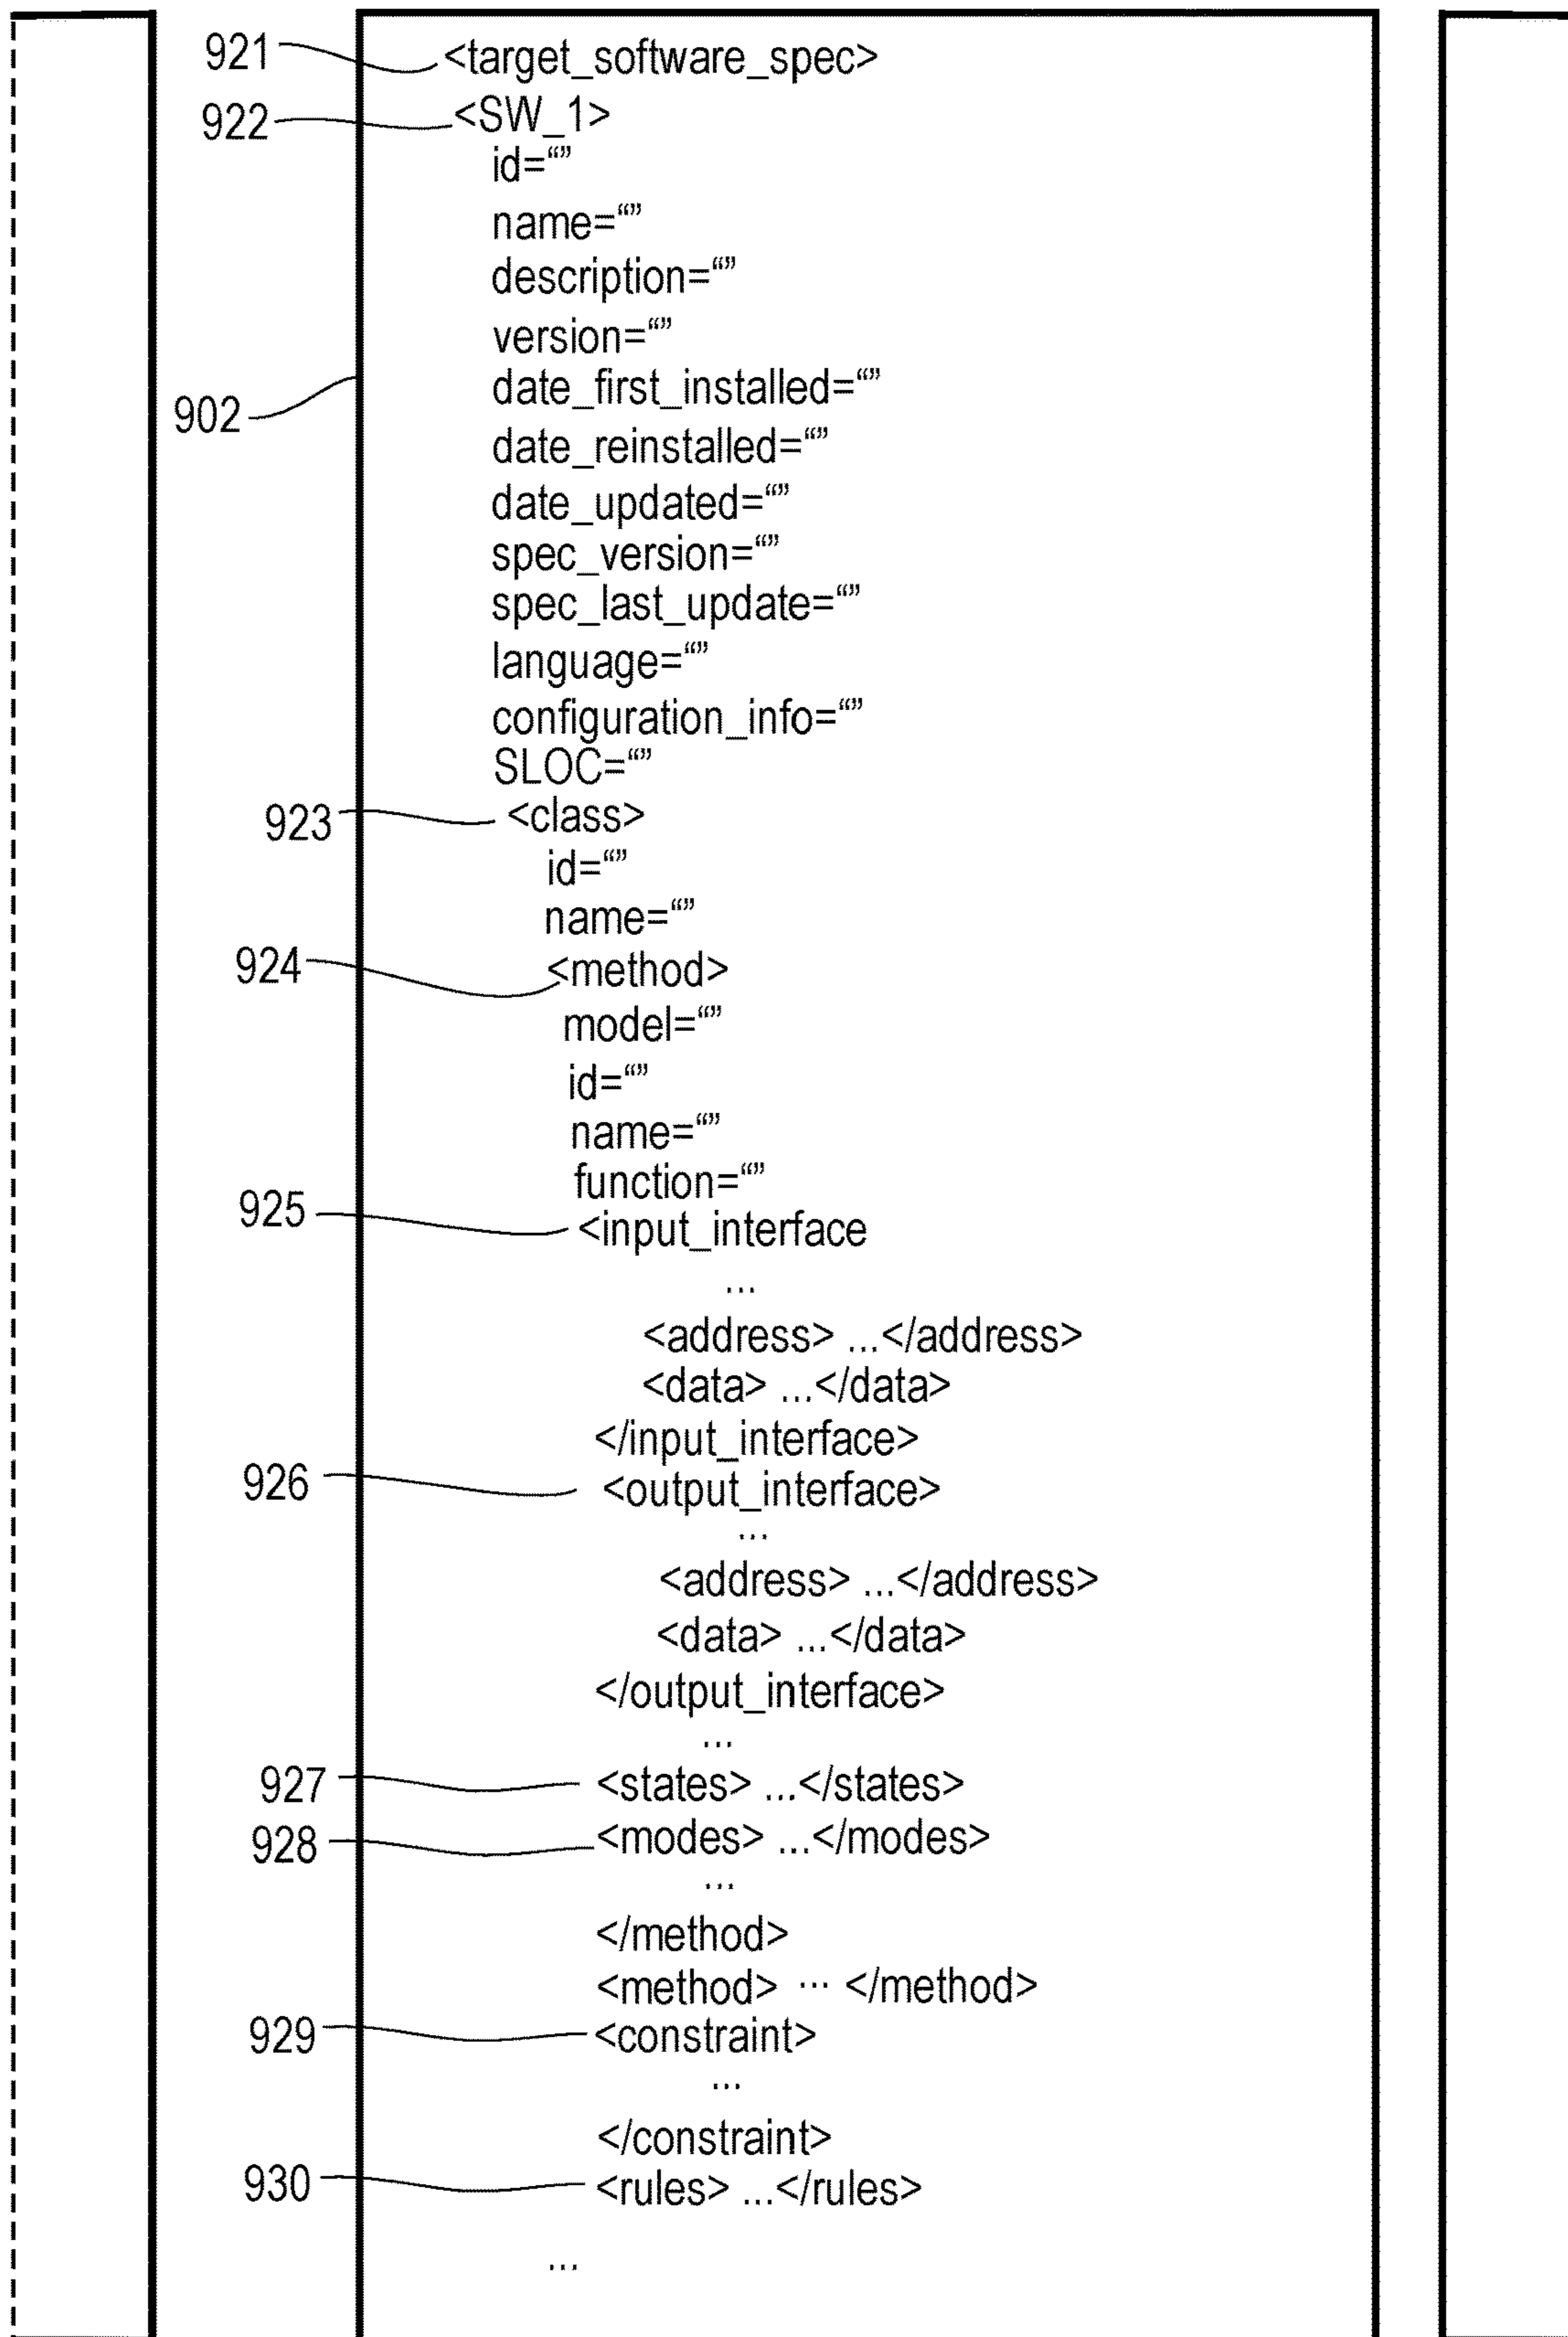 921 <target_software_spec>
922 <SW_1>
id=“”
name=“”
description=“”
version=“”
date_first_installed=“”
902
date_reinstalled=“”
date_updated=“”
spec_version=“”
spec_last_update=“”
language=“”
configuration_info=“”
SLOC=“”
923 <class>
id=“”
name=“”
924 <method>
model=“”
id=“”
name=“”
function=“”
925 <input_interface
...
<address> ...</address>
<data> ...</data>
</input_interface>
926 <output_interface>
...
<address> ...</address>
<data> ...</data>
</output_interface>
...
927 <states> ...</states>
928 <modes> ...</modes>
...
</method>
<method> ... </method>
929 <constraint>
...
</constraint>
930 <rules> ...</rules>
...